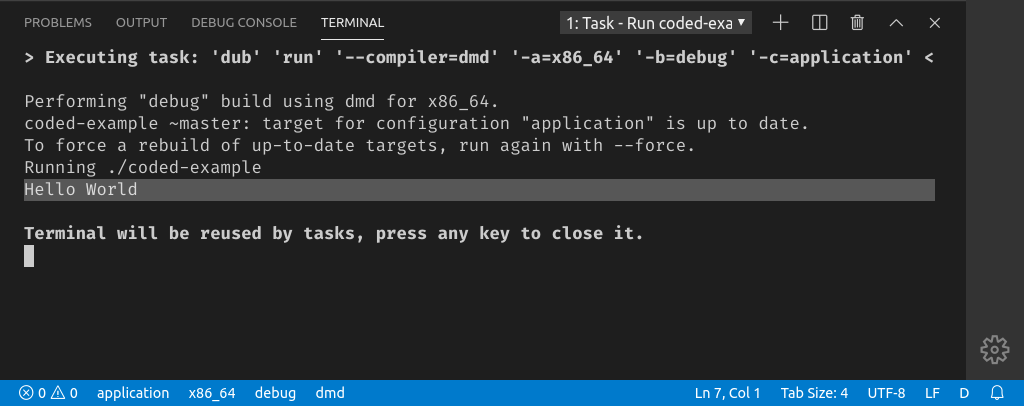 PROBLEMS OUTPUT DEBUG CONSOLE TERMINAL 1: Task - Run coded-exa
> Executing task: 'dub' 'run' '--compiler=dmd' '-a=x86_64' '-b=debug' '-c=application' <
Performing "debug" build using dmd for x86_64.
coded-example ~master: target for configuration "application" is up to date.
To force a rebuild of up-to-date targets, run again with --force.
Running ./coded-example
Hello World
Terminal will be reused by tasks, press any key to close it.
0 0 application x86_64 debug dmd Ln 7, Col 1 Tab Size: 4 UTF-8 LF D